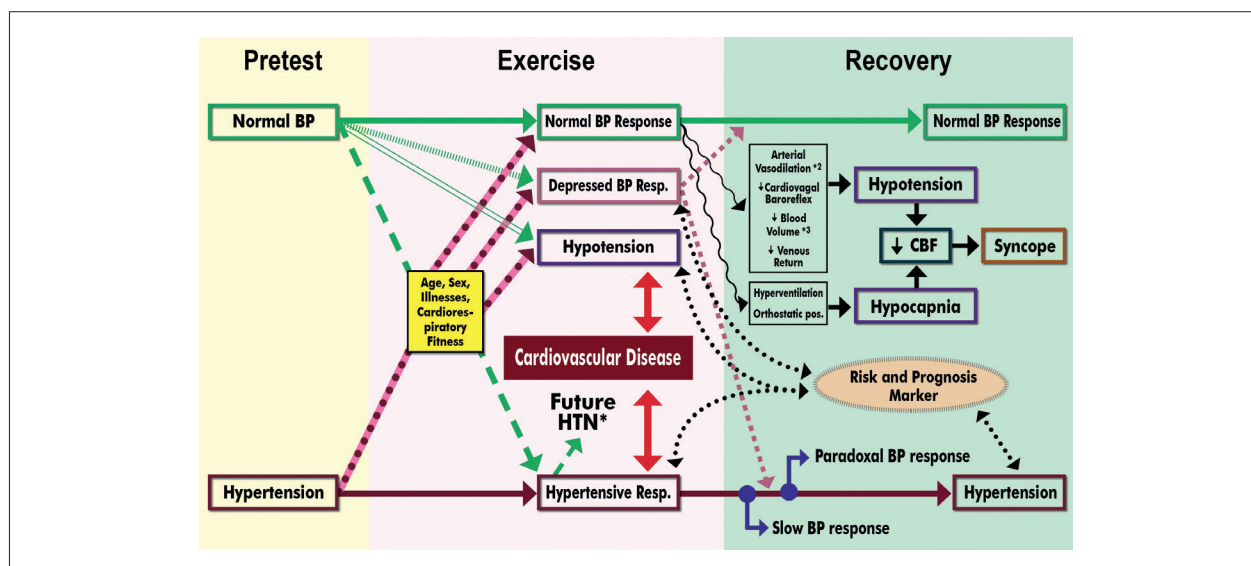 Pretest
Exercise
Recovery
Normal BP
Normal BP Response
Normal BP Response
Depressed BP Resp.
Hypotension
Arterial
Vasodilation *2
↓Cardiovagal
Baroreflex
↓ Blood
Volume *3
↓ Venous
Return
Hypotension
↓ CBF
Syncope
Hyperventilation
Orthostatic pos.
Hypocapnia
Age, Sex,
Illnesses,
Cardiores-
piratory
Fitness
Cardiovascular Disease
Risk and Prognosis
Marker
Future
HTN*
Paradoxal BP response
Hypertension
Hypertensive Resp.
Hypertension
Slow BP response